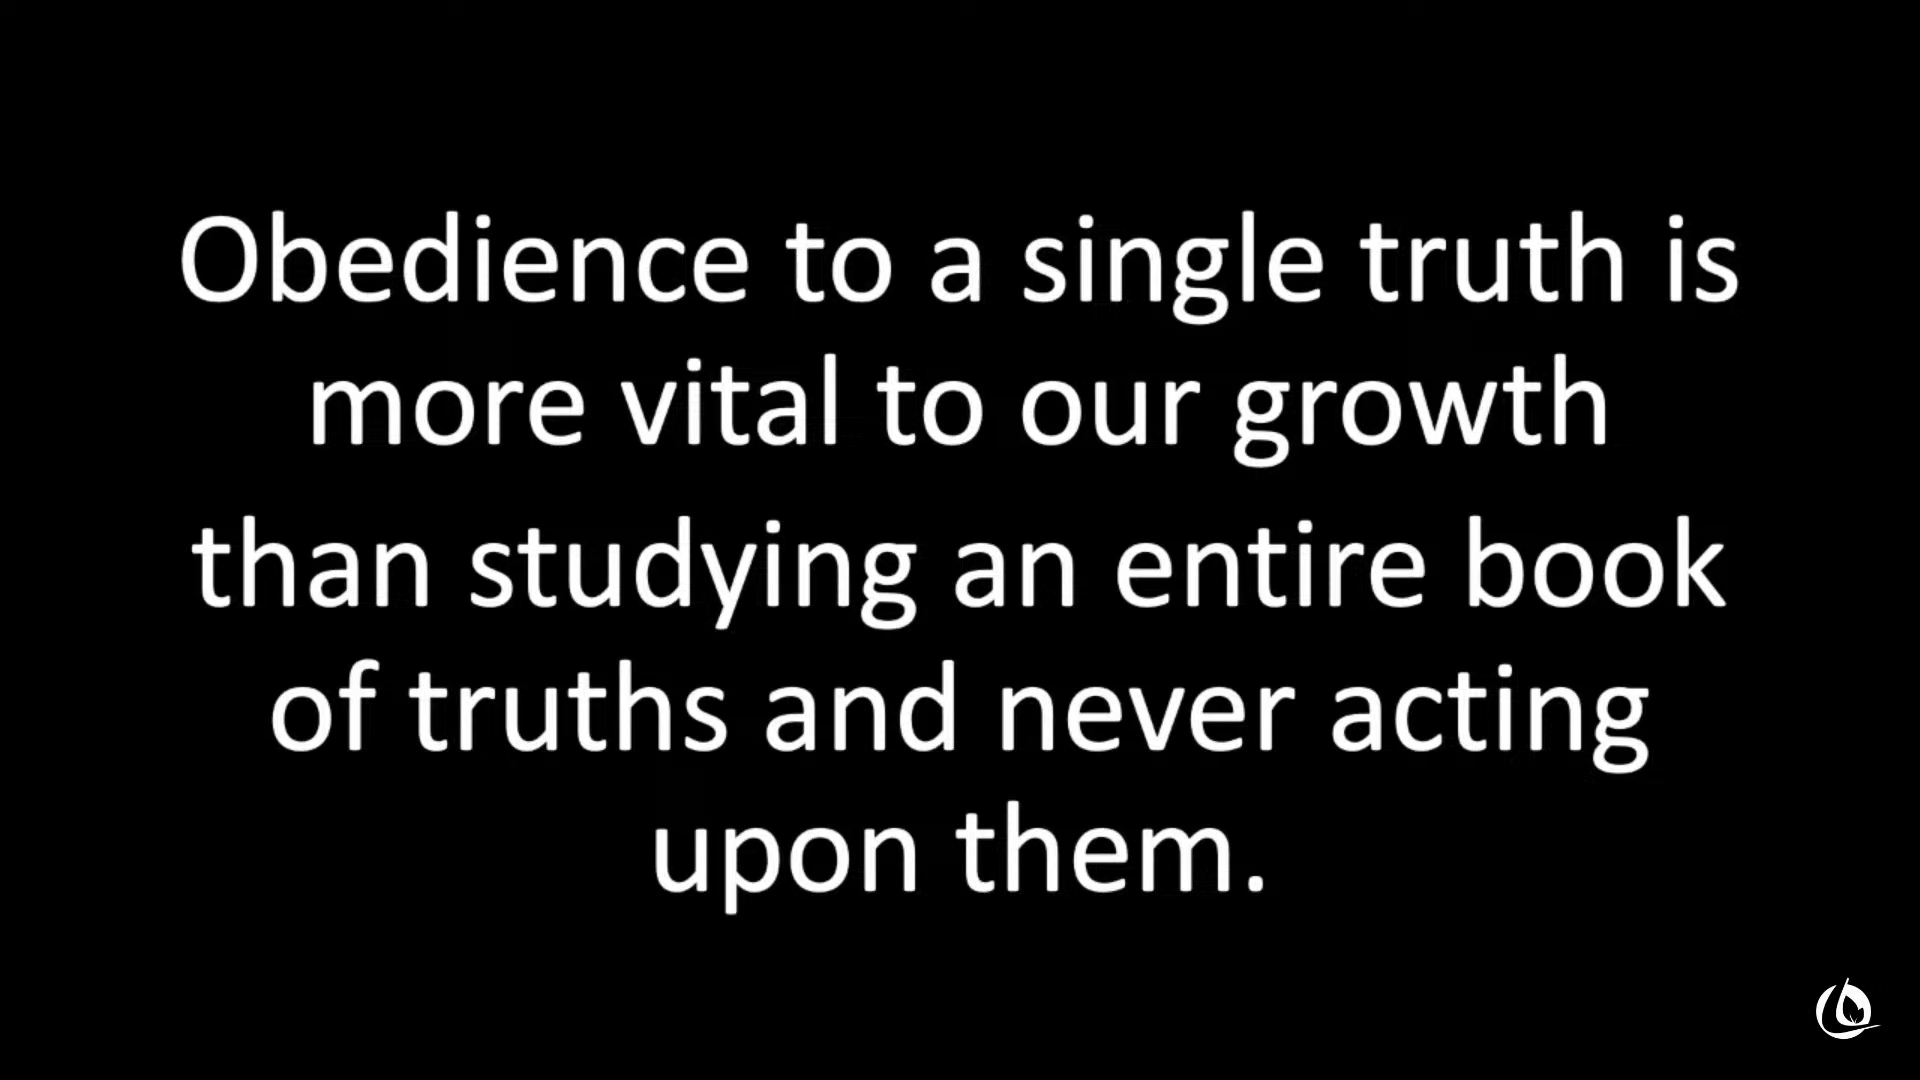 Obedience to a single truth is
more vital to our growth
than studying an entire book
of truths and never acting
upon them.